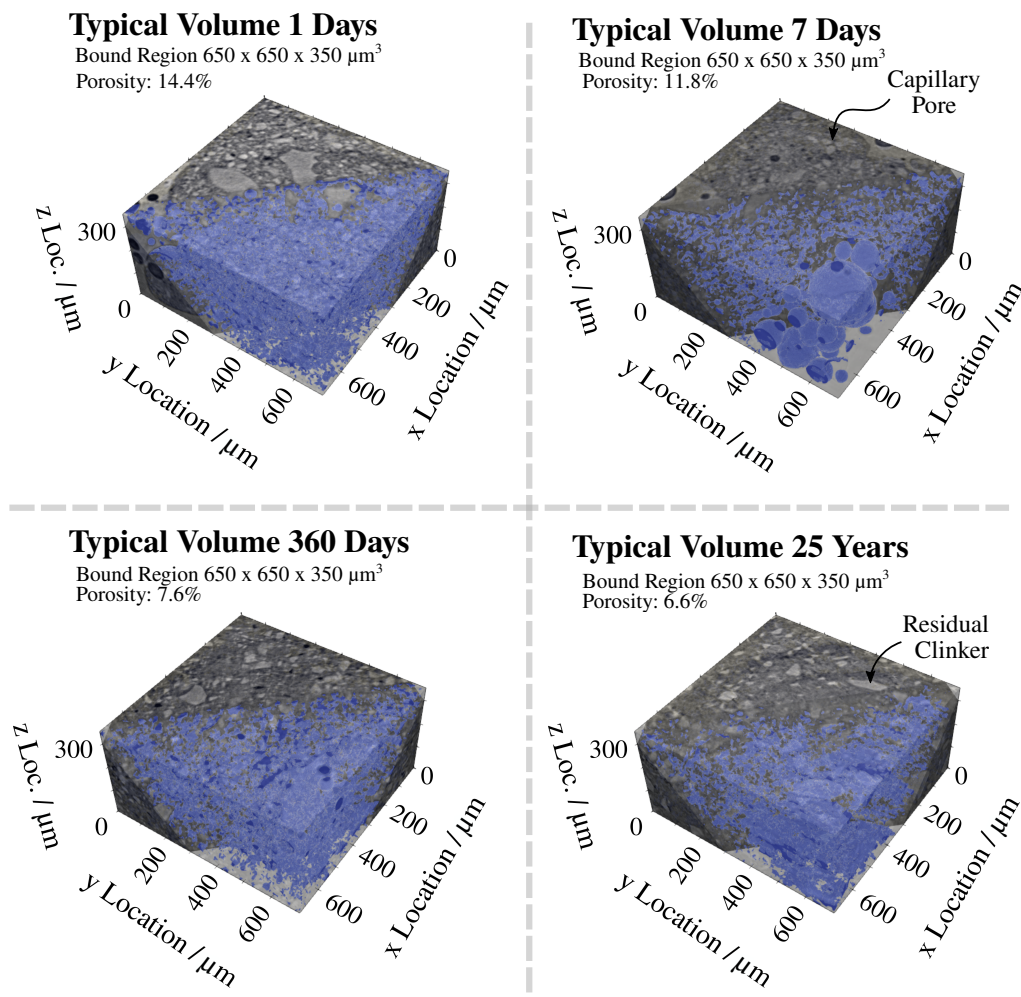 Typical Volume 1 Days
Bound Region 650 x 650 x 350 µm³
Porosity: 14.4%
z Loc. / µm
300
0
200
400
600
y Location / µm
0
200
400
600
x Location / µm
Typical Volume 7 Days
Bound Region 650 x 650 x 350 µm³
Porosity: 11.8%
Capillary
Pore
z Loc. / µm
300
0
200
400
600
y Location / µm
0
200
400
600
x Location / µm
Typical Volume 360 Days
Bound Region 650 x 650 x 350 µm³
Porosity: 7.6%
z Loc. / µm
300
0
200
400
600
y Location / µm
0
200
400
600
x Location / µm
Typical Volume 25 Years
Bound Region 650 x 650 x 350 µm³
Porosity: 6.6%
Residual
Clinker
z Loc. / µm
300
0
200
400
600
y Location / µm
0
200
400
600
x Location / µm